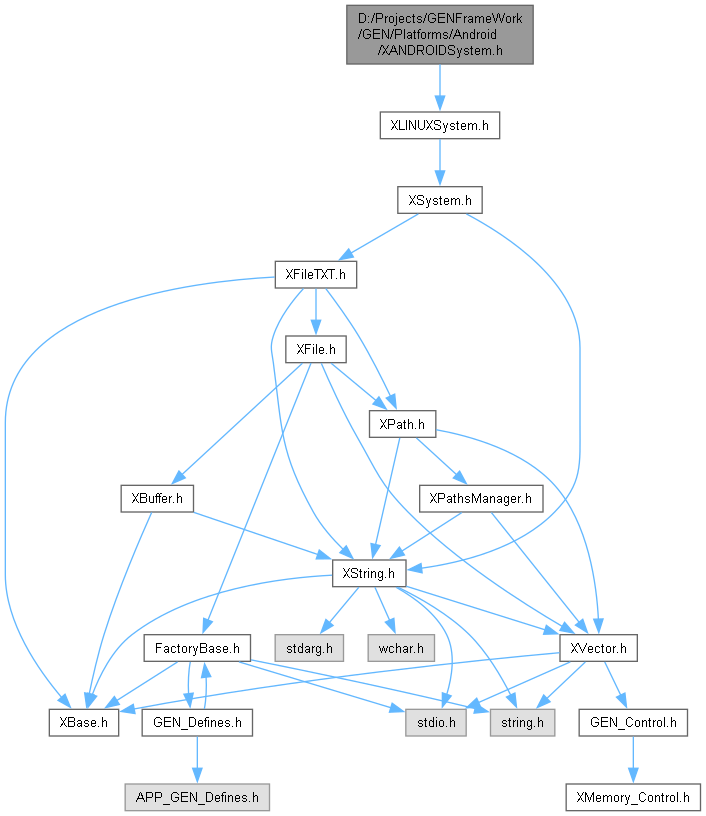 D:/Projects/GENFrameWork
/GEN/Platforms/Android
/XANDROIDSystem.h
XLINUXSystem.h
XSystem.h
XFileTXT.h
XFile.h
XPath.h
XBuffer.h
XPathsManager.h
XString.h
FactoryBase.h
stdarg.h
wchar.h
XVector.h
XBase.h
GEN_Defines.h
stdio.h
string.h
GEN_Control.h
APP_GEN_Defines.h
XMemory_Control.h